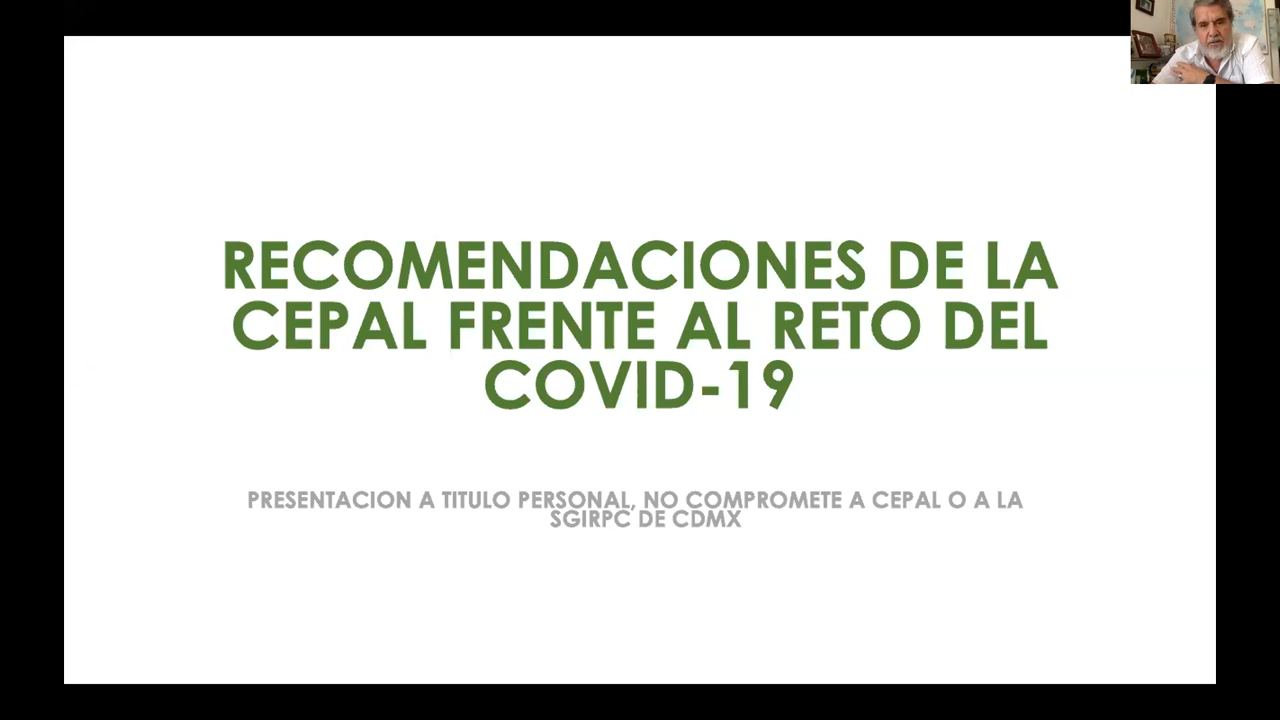 RECOMENDACIONES DE LA
CEPAL FRENTE AL RETO DEL
COVID-19
PRESENTACION A TITULO PERSONAL, NO COMPROMETE A CEPAL O A LA
SGIRPC DE CDMX